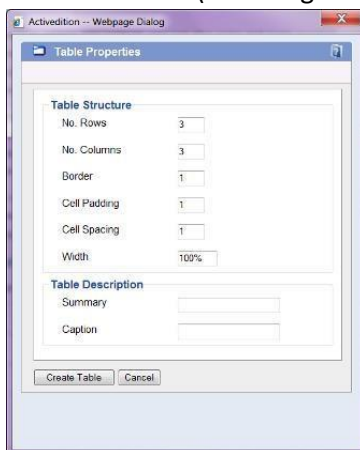 Activedition -- Webpage Dialog
Table Properties
Table Structure
No. Rows 3
No. Columns 3
Border 1
Cell Padding 1
Cell Spacing 1
Width 100%
Table Description
Summary
Caption
Create Table Cancel